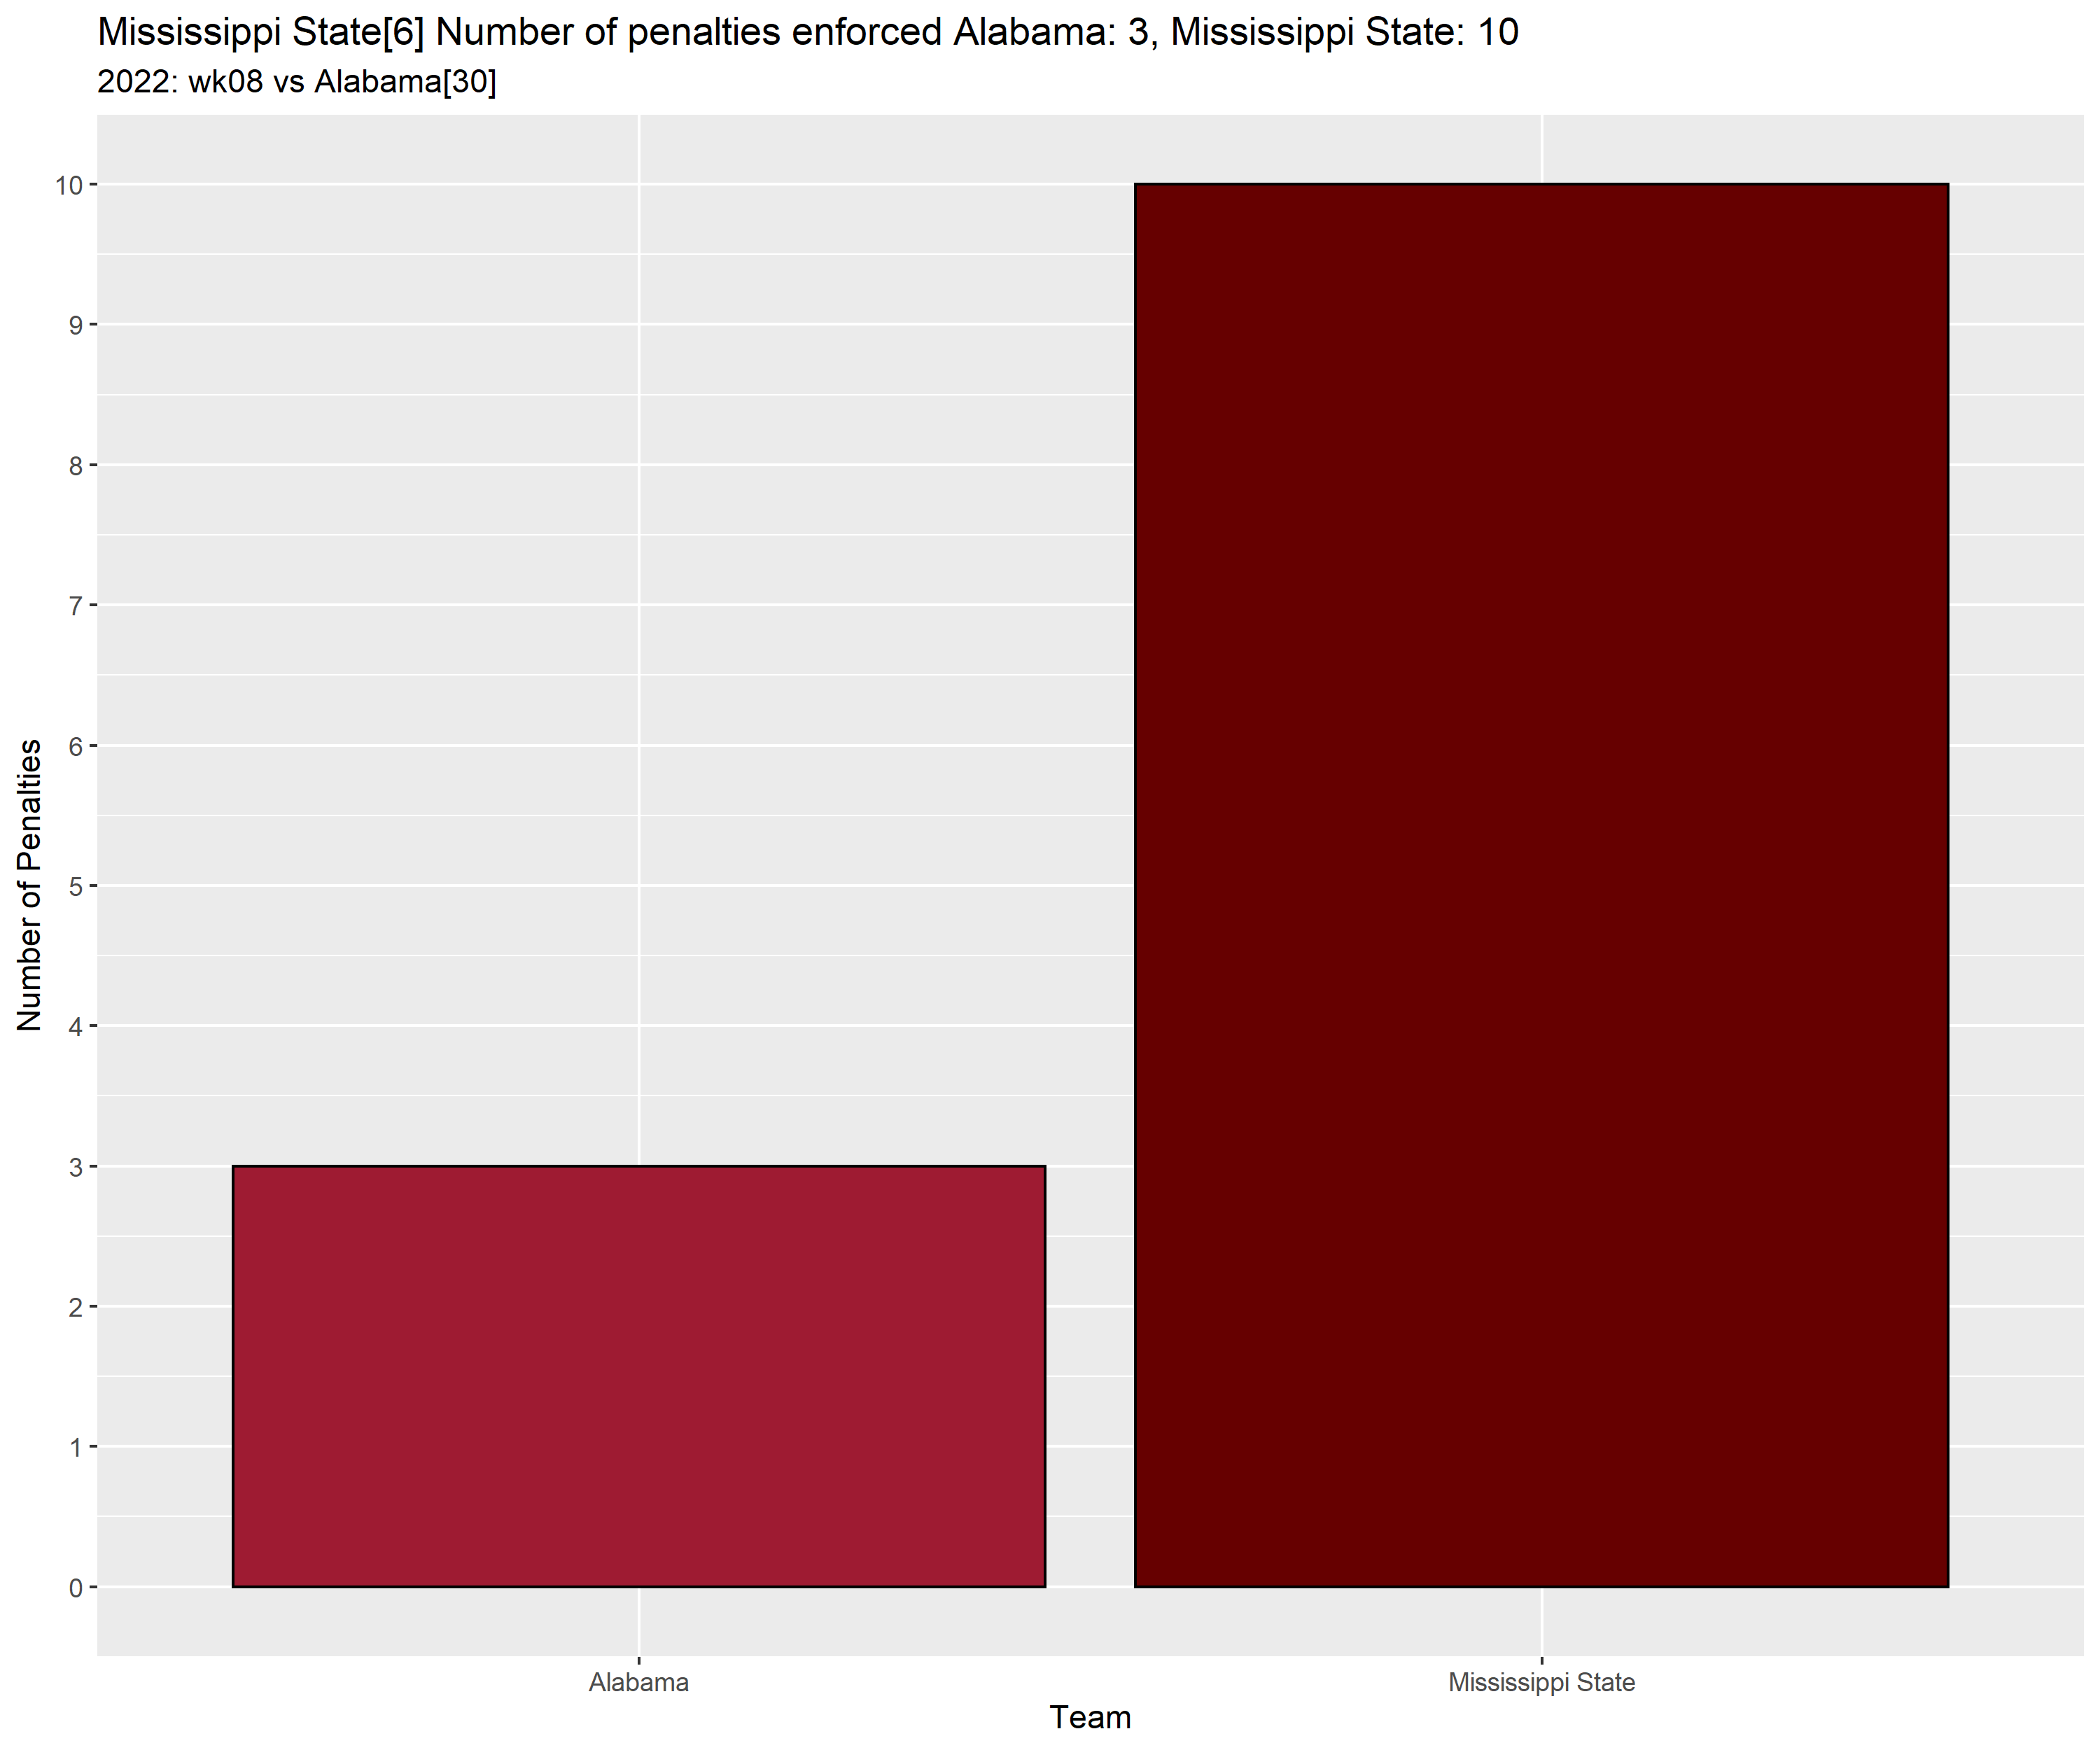 Mississippi State[6] Number of penalties enforced Alabama: 3, Mississippi State: 10
2022: wk08 vs Alabama[30]
Number of Penalties
10
9
8
7
6
5
4
3
2
1
0
Alabama
Mississippi State
Team